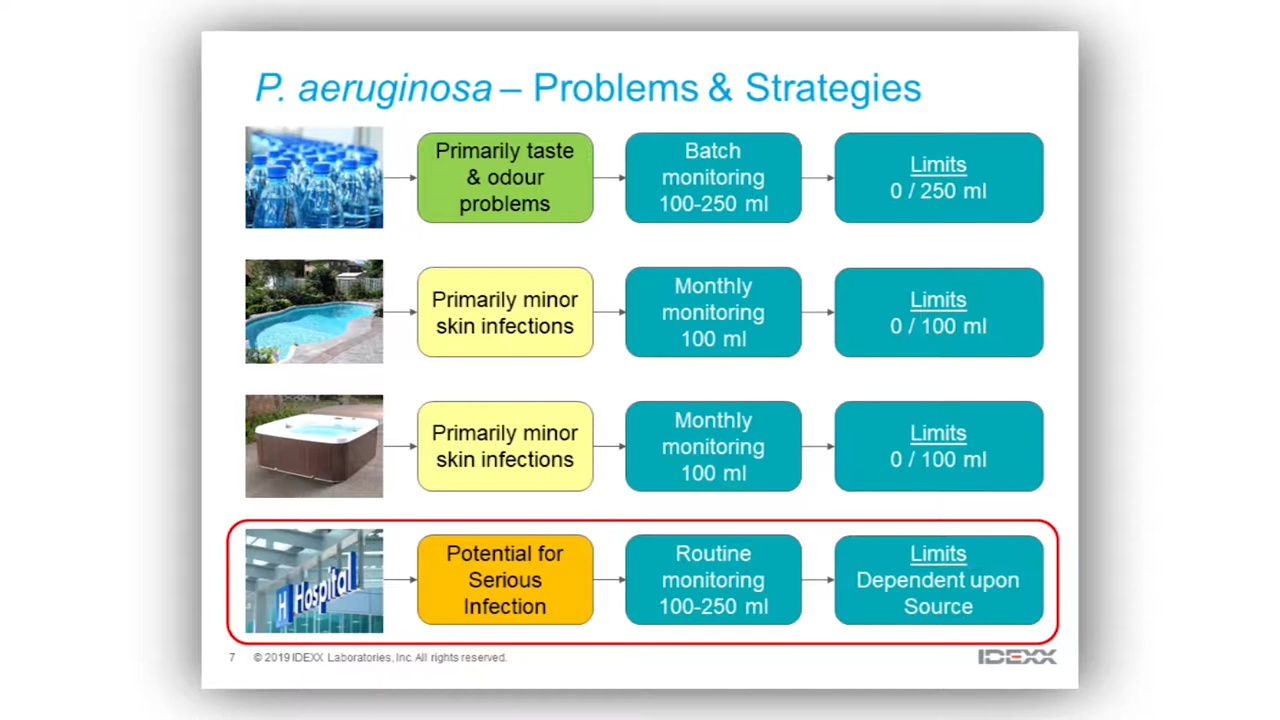 P. aeruginosa – Problems & Strategies
Primarily taste
& odour
problems
Batch
monitoring
100-250 ml
Limits
0 / 250 ml
Primarily minor
skin infections
Monthly
monitoring
100 ml
Limits
0 / 100 ml
Primarily minor
skin infections
Monthly
monitoring
100 ml
Limits
0 / 100 ml
H Hospital
Potential for
Serious
Infection
Routine
monitoring
100-250 ml
Limits
Dependent upon
Source
7 © 2019 IDEXX Laboratories, Inc. All rights reserved.
IDEXX